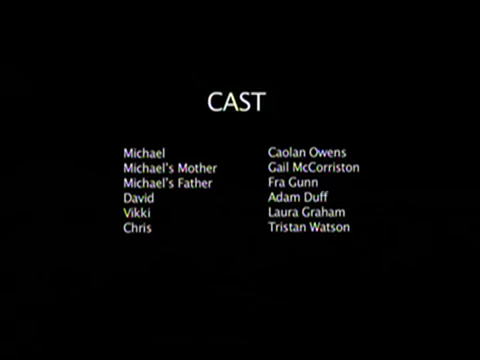 CAST
Michael Caolan Owens
Michael's Mother Gail McCorriston
Michael's Father Fra Gunn
David Adam Duff
Vikki Laura Graham
Chris Tristan Watson